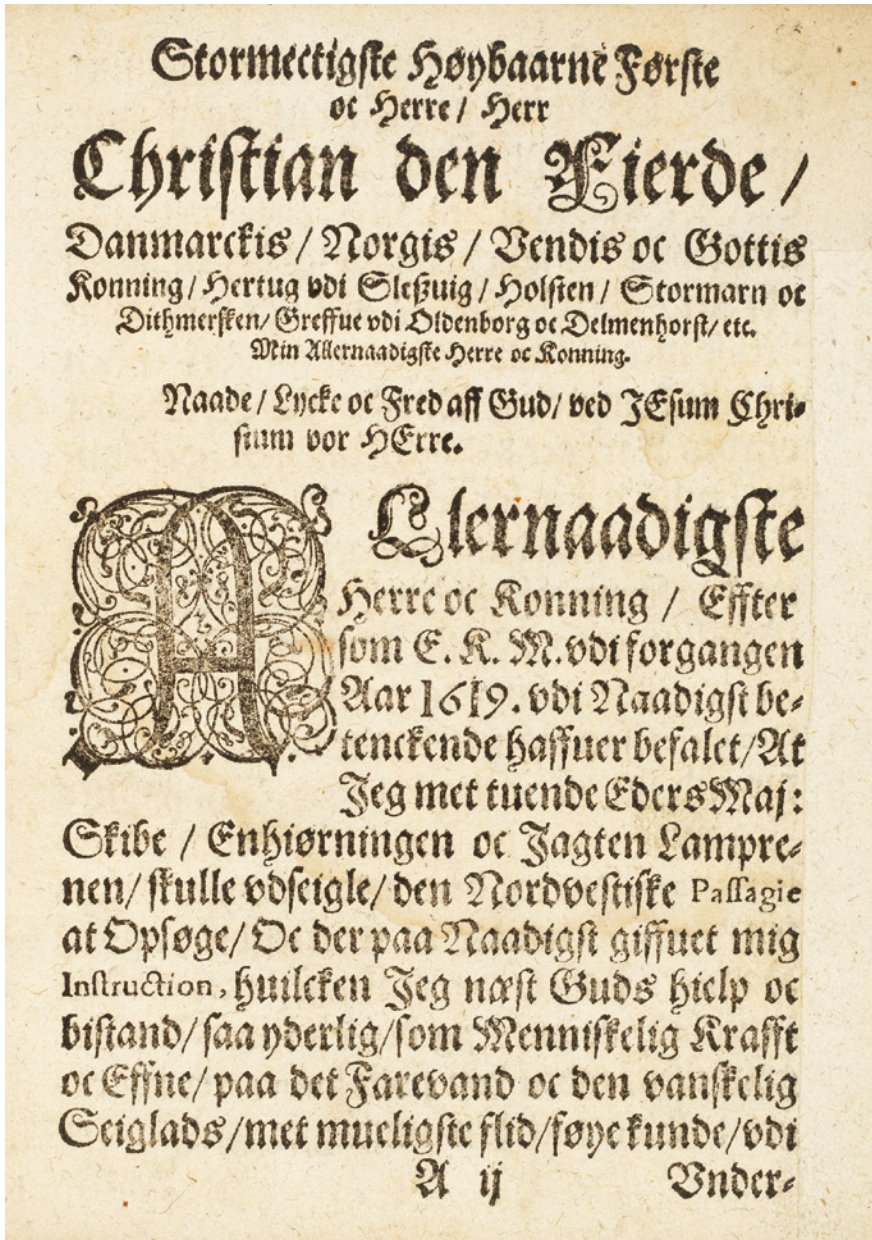 Stormectigste Høybaarne Første
oc Herre / Herr
Christian den Fierde /
Danmarckis / Norgis / Vendis oc Gottis
Konning / Hertug vdi Sleßuig / Holsten / Stormarn oc
Dithmersken / Greffue vdi Oldenborg oc Delmenhorst / etc.
Min Allernaadigste Herre oc Konning.
Naade / Lycke oc Fred aff Gud / ved JEsum Chri-
stum vor HErre.
ALlernaadigste
Herre oc Konning / Effter
som E. K. M. vdi forgangen
Aar 1619. vdi Naadigst be-
tenckende haffuer befalet / At
Jeg met tuende Eders Maj:
Skibe / Enhiørningen oc Jagten Lampre-
nen / skulle vdseigle / den Nordvestiske Passagie
at Opsøge / Oc der paa Naadigst giffuet mig
Instruction, huilcken Jeg næst Guds hielp oc
bistand / saa yderlig / som Menniskelig Krafft
oc Effne / paa det Farevand oc den vanskelig
Seiglads / met mueligste flid / føye kunde / vdi
A ij Vnder-